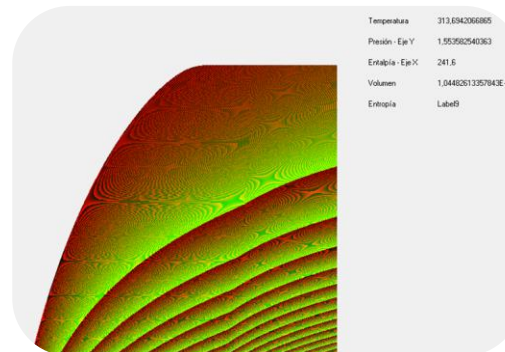 Temperatura 313,6942066865
Presión - Eje Y 1,553582540363
Entalpía - Eje X 241,6
Volumen 1,04482613357843E-
Entropía Label9